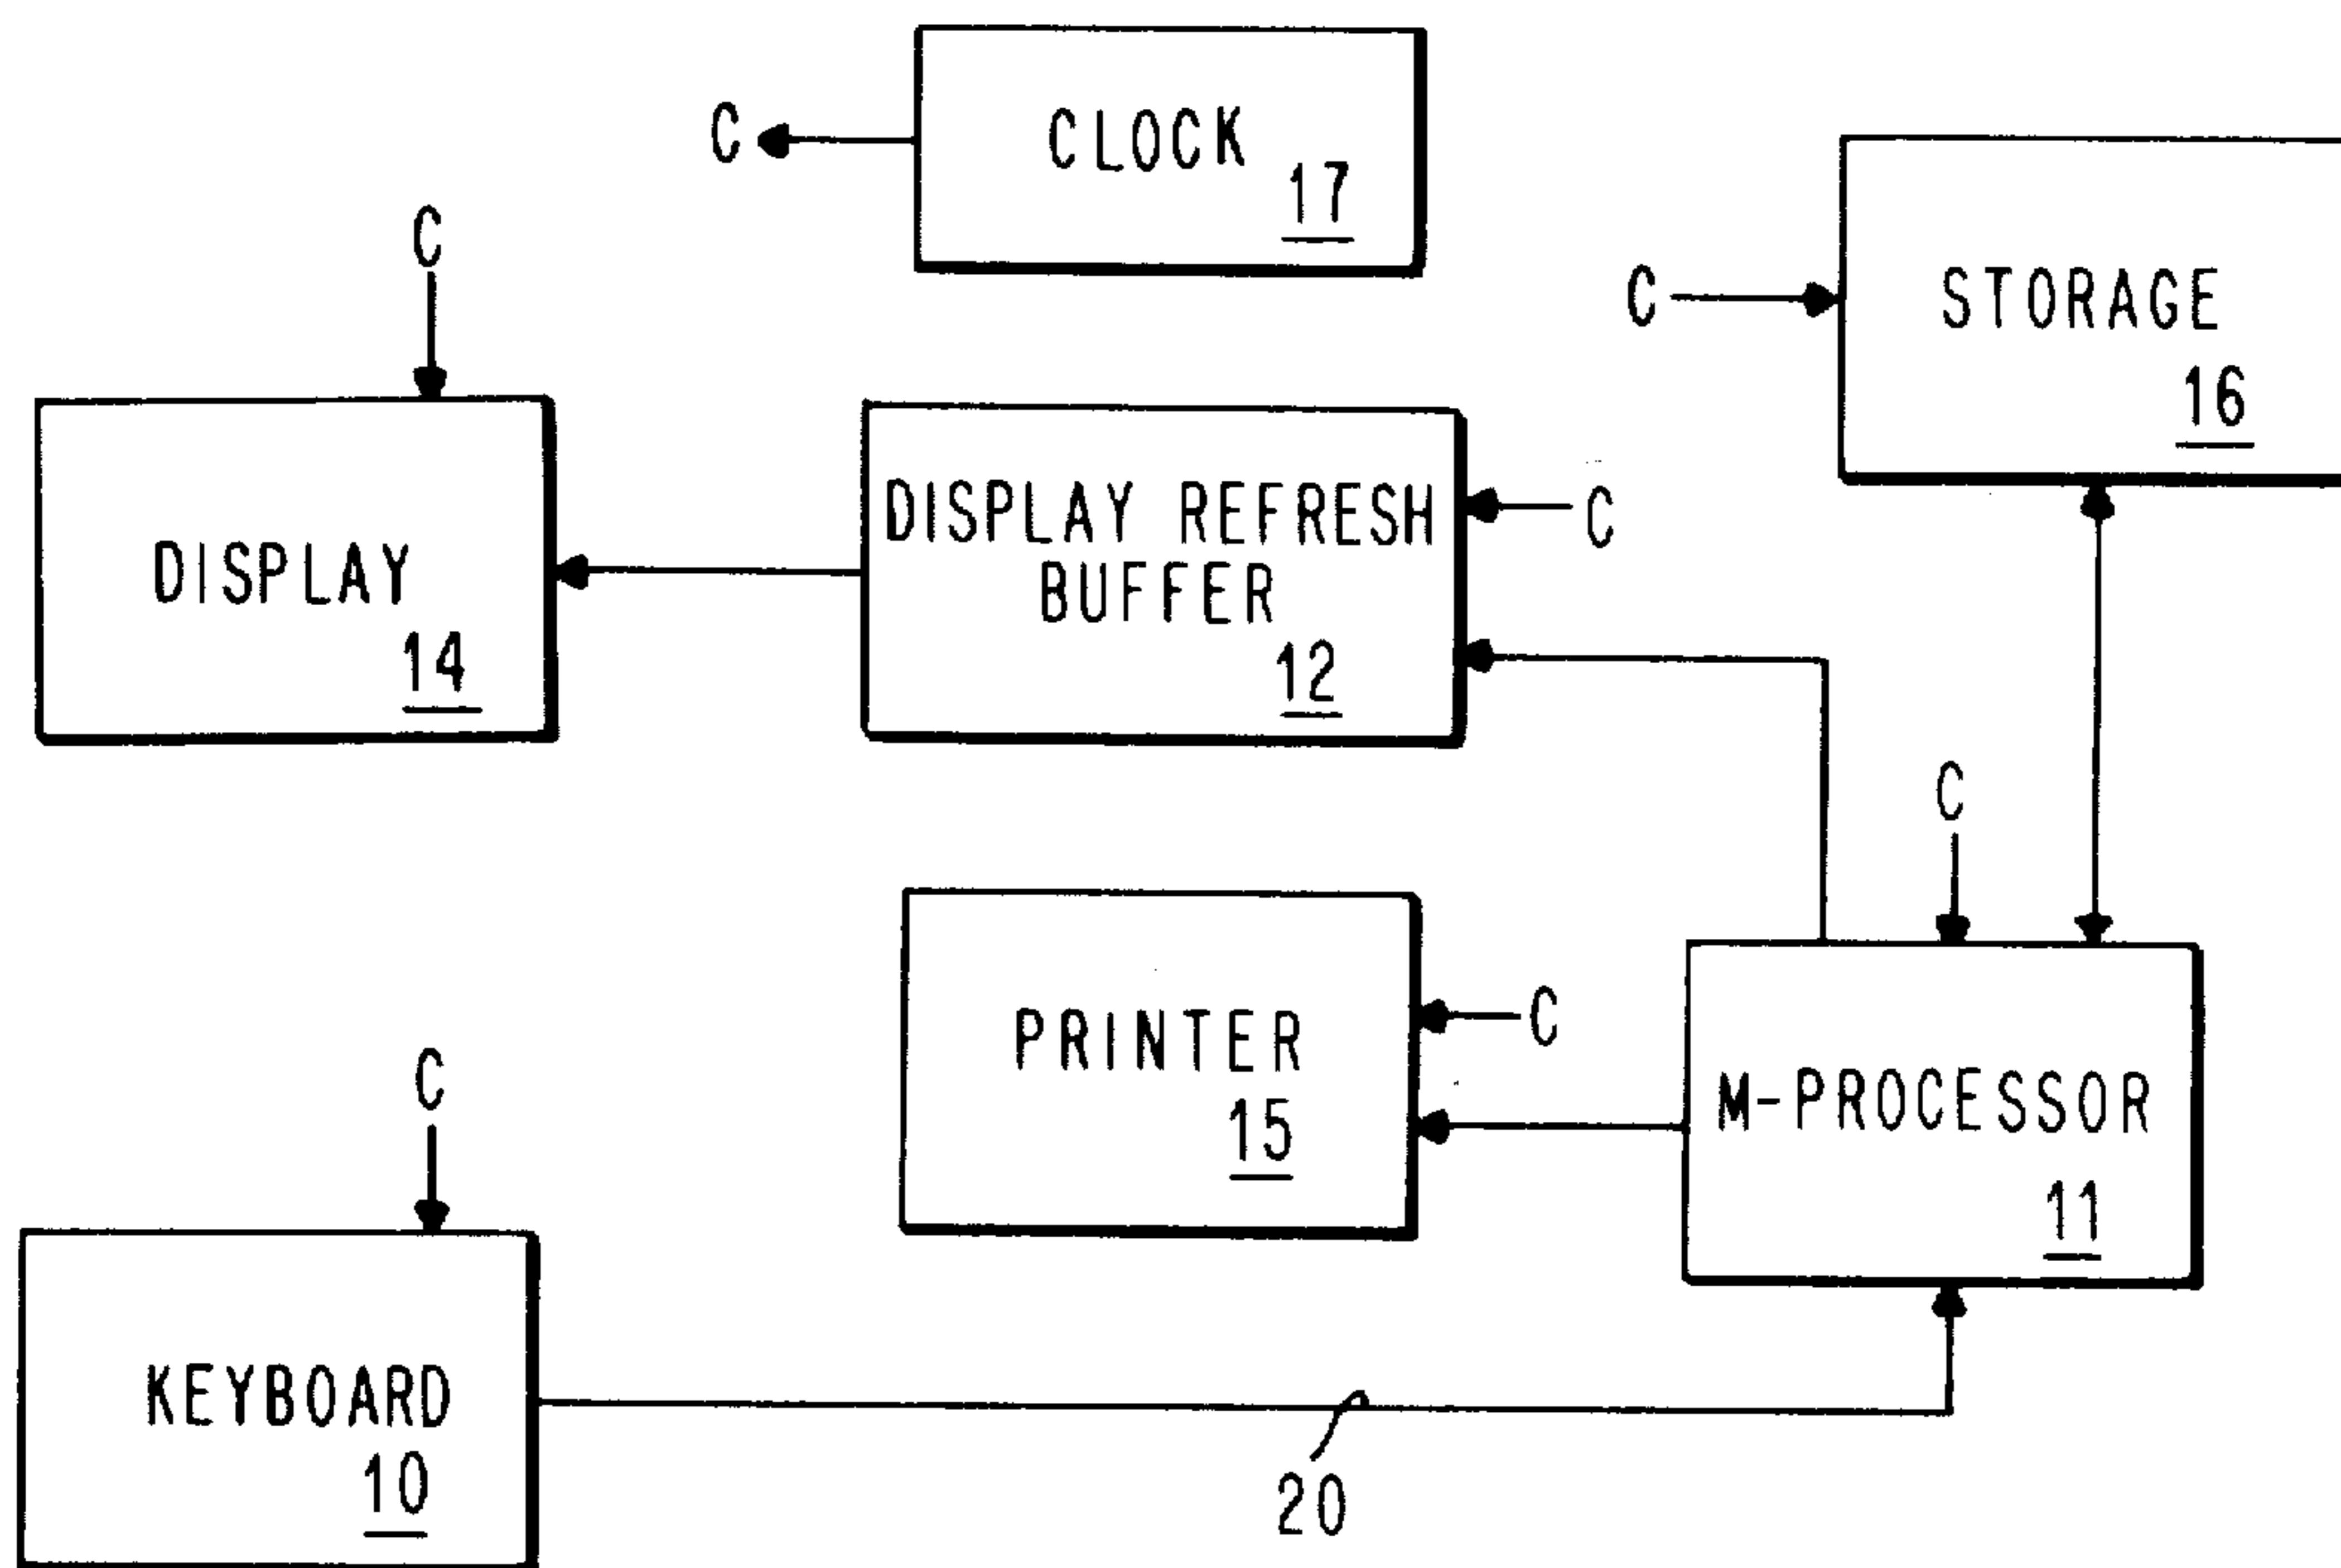 C
CLOCK
17
C
C
STORAGE
16
DISPLAY
14
DISPLAY REFRESH
BUFFER
12
C
C
PRINTER
15
C
M-PROCESSOR
11
C
KEYBOARD
10
20